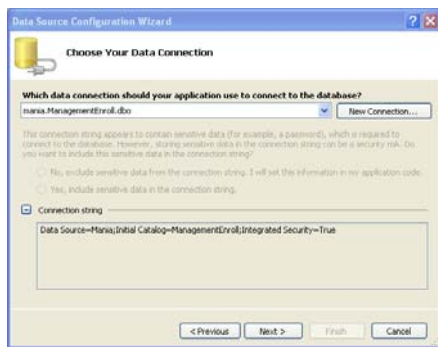 Data Source Configuration Wizard
Choose Your Data Connection
Which data connection should your application use to connect to the database?
mania.ManagementEnroll.dbo
New Connection...
This connection string appears to contain sensitive data (for example, a password), which is required to
connect to the database. However, storing sensitive data in the connection string can be a security risk. Do
you want to include this sensitive data in the connection string?
No, exclude sensitive data from the connection string. I will set this information in my application code.
Yes, include sensitive data in the connection string.
Connection string
Data Source=Mania;Initial Catalog=ManagementEnroll;Integrated Security=True
< Previous
Next >
Finish
Cancel